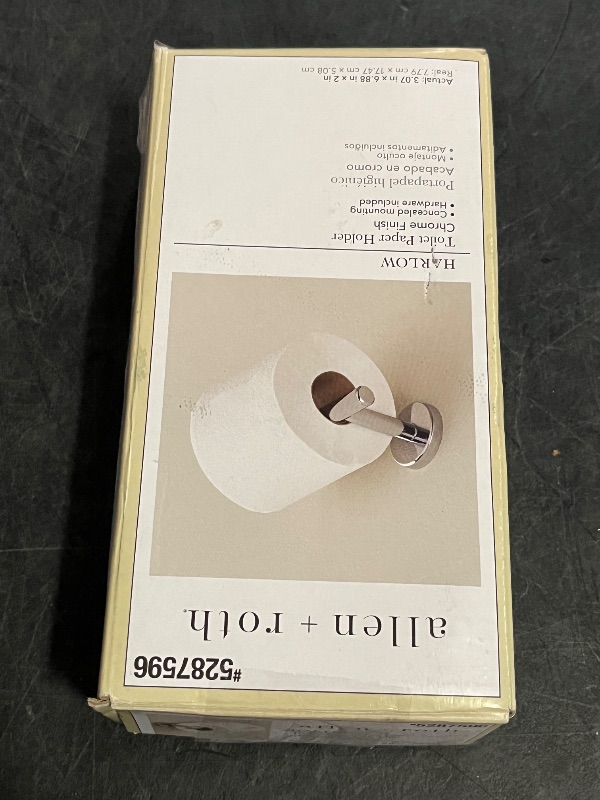 #5287596
allen + roth®
HARLOW
Toilet Paper Holder
Chrome Finish
• Concealed mounting
• Hardware included
Portapapel higiénico
Acabado en cromo
• Montaje oculto
• Aditamentos incluidos
Actual: 3.07 in x 6.88 in x 2 in
Real: 7.79 cm x 17.47 cm x 5.08 cm